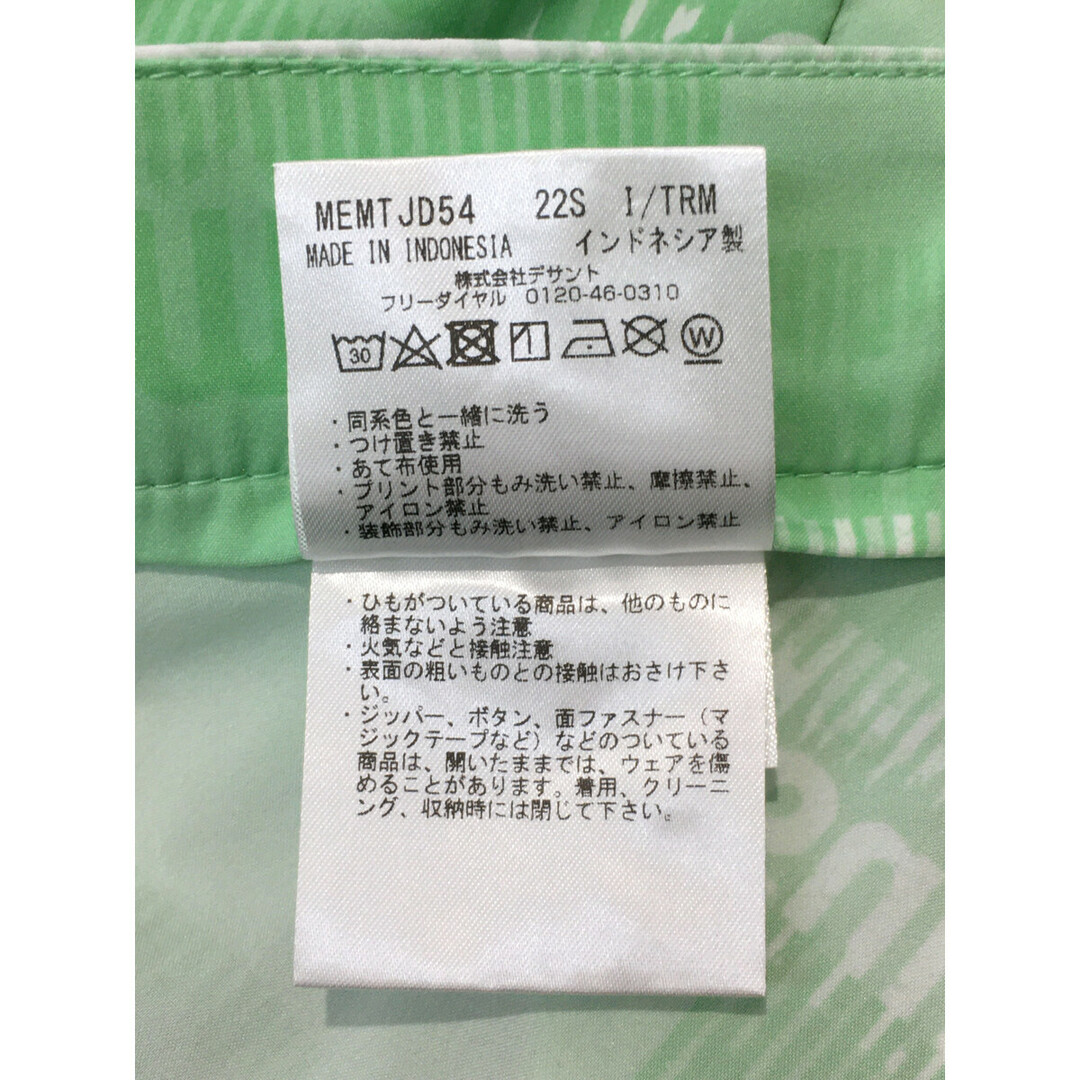 MEMTJD54 22S I/TRM
MADE IN INDONESIA インドネシア製
株式会社デサント
フリーダイヤル 0120-46-0310
30 W
・同系色と一緒に洗う
・つけ置き禁止
・あて布使用
・プリント部分もみ洗い禁止、摩擦禁止、
アイロン禁止
・装飾部分もみ洗い禁止、アイロン禁止
・ひもがついている商品は、他のものに
絡まないよう注意
・火気などと接触注意
・表面の粗いものとの接触はおさけ下さ
い。
・ジッパー、ボタン、面ファスナー（マ
ジックテープなど）などのついている
商品は、開いたままでは、ウェアを傷
めることがあります。着用、クリーニ
ング、収納時には閉じて下さい。